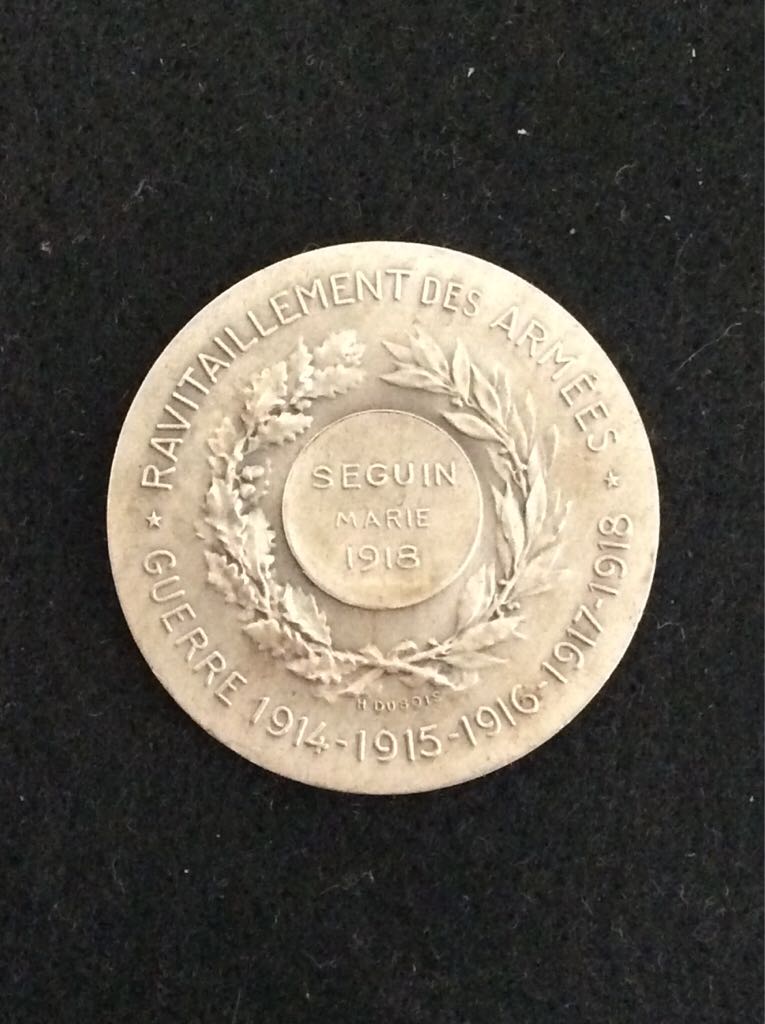 RAVITAILLEMENT DES ARMÉES
SEGUIN
MARIE
1918
H DUBOIS
★ GUERRE 1914-1915-1916-1917-1918 ★